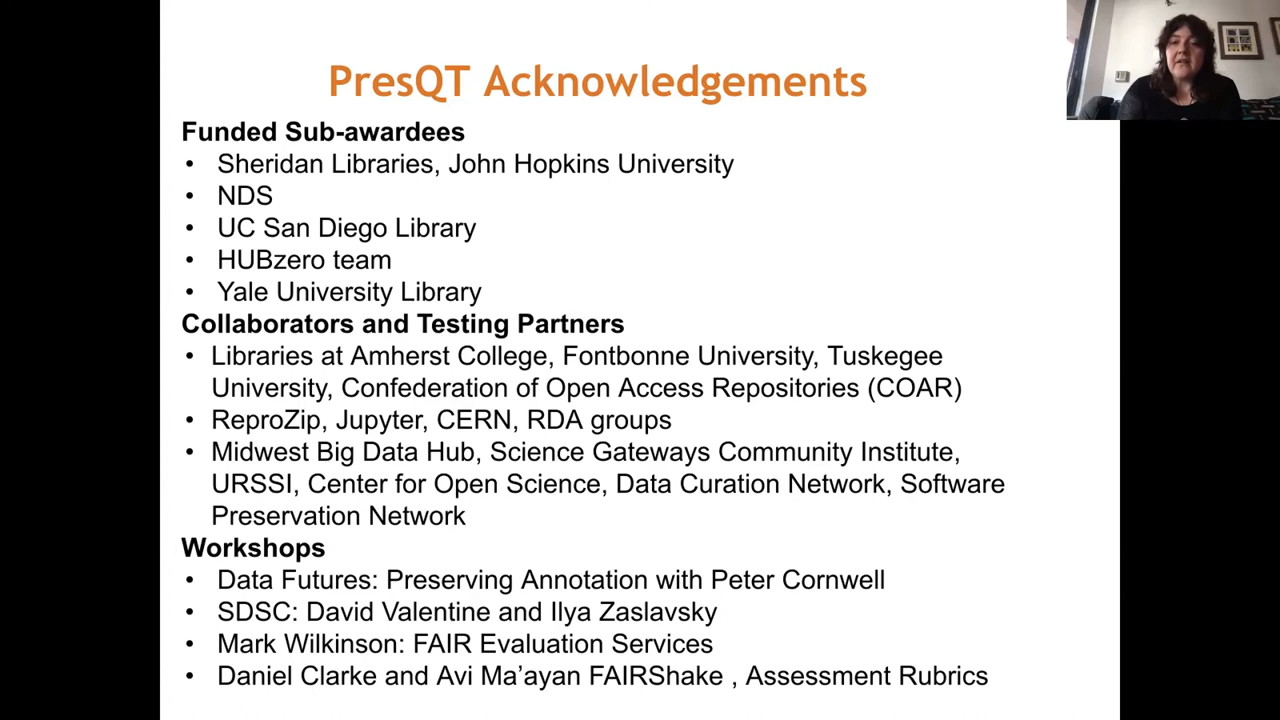 PresQT Acknowledgements
Funded Sub-awardees
• Sheridan Libraries, John Hopkins University
• NDS
• UC San Diego Library
• HUBzero team
• Yale University Library
Collaborators and Testing Partners
• Libraries at Amherst College, Fontbonne University, Tuskegee
University, Confederation of Open Access Repositories (COAR)
• ReproZip, Jupyter, CERN, RDA groups
• Midwest Big Data Hub, Science Gateways Community Institute,
URSSI, Center for Open Science, Data Curation Network, Software
Preservation Network
Workshops
• Data Futures: Preserving Annotation with Peter Cornwell
• SDSC: David Valentine and Ilya Zaslavsky
• Mark Wilkinson: FAIR Evaluation Services
• Daniel Clarke and Avi Ma’ayan FAIRShake , Assessment Rubrics